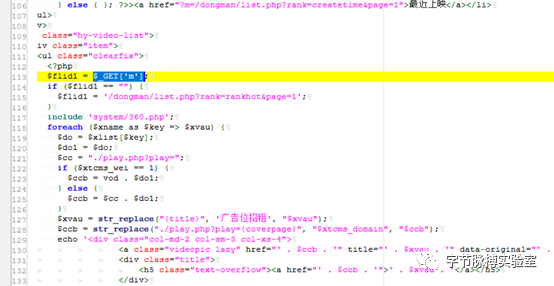 106 } else { }; ?><a href="?m=/dongman/list.php?rank=createtime&page=1">最近上映</a></li>
107 ul>
108 v>
109 class="hy-video-list">
110 iv class="item">
111 <ul class="clearfix">
112 <?php
113 $flid1 = $_GET['m'];
114 if ($flid1 == "") {
115 $flid1 = '/dongman/list.php?rank=rankhot&page=1';
116 }
117 include 'system/360.php';
118 foreach ($xname as $key => $xvau) {
119 $do = $xlist[$key];
120 $do1 = $do;
121 $cc = "./play.php?play=";
122 if ($xtcms_wei == 1) {
123 $ccb = vod . $do1;
124 } else {
125 $ccb = $cc . $do1;
126 }
127 $xvau = str_replace("{title}", '广告位招租', "$xvau");
128 $ccb = str_replace("./play.php?play={coverpage}", "$xtcms_domain", "$ccb");
129 echo '<div class="col-md-2 col-sm-3 col-xs-4">
130 <a class="videopic lazy" href="' . $ccb . '" title="' . $xvau . '" data-original="' .
131 <div class="title">
132 <h5 class="text-overflow"><a href="' . $ccb . '">' . $xvau . '</a></h5>
133 </div>
字节脉搏实验室